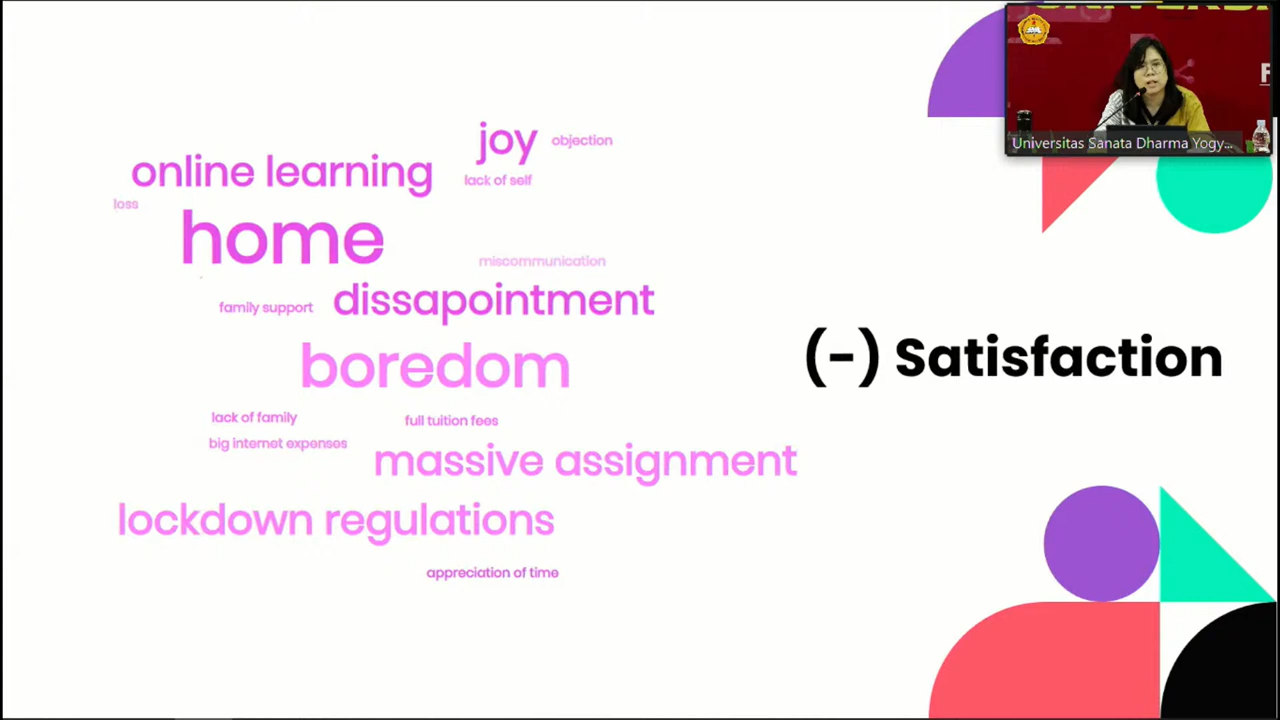 joy
objection
online learning
lack of self
loss
home
miscommunication
family support
dissapointment
boredom
(-) Satisfaction
lack of family
full tuition fees
big internet expenses
massive assignment
lockdown regulations
appreciation of time
Universitas Sanata Dharma Yogy...